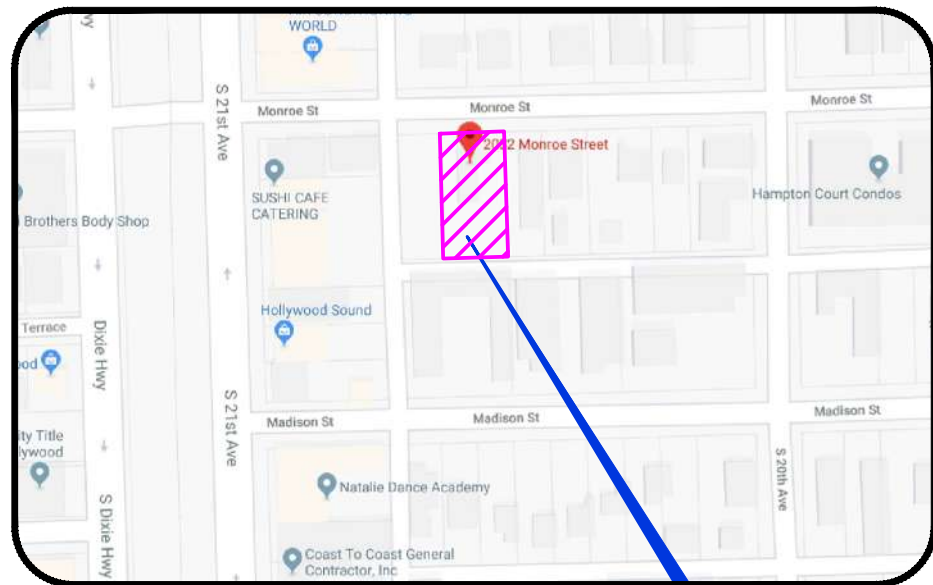 WORLD
S 21st Ave
Monroe St
Monroe St
Monroe St
2022 Monroe Street
SUSHI CAFE
CATERING
Hampton Court Condos
Brothers Body Shop
Hollywood Sound
Terrace
Dixie Hwy
S 21st Ave
Madison St
Madison St
Madison St
Natalie Dance Academy
S 20th Ave
S Dixie Hwy
Coast To Coast General
Contractor, Inc
ity Title
lywood
ood